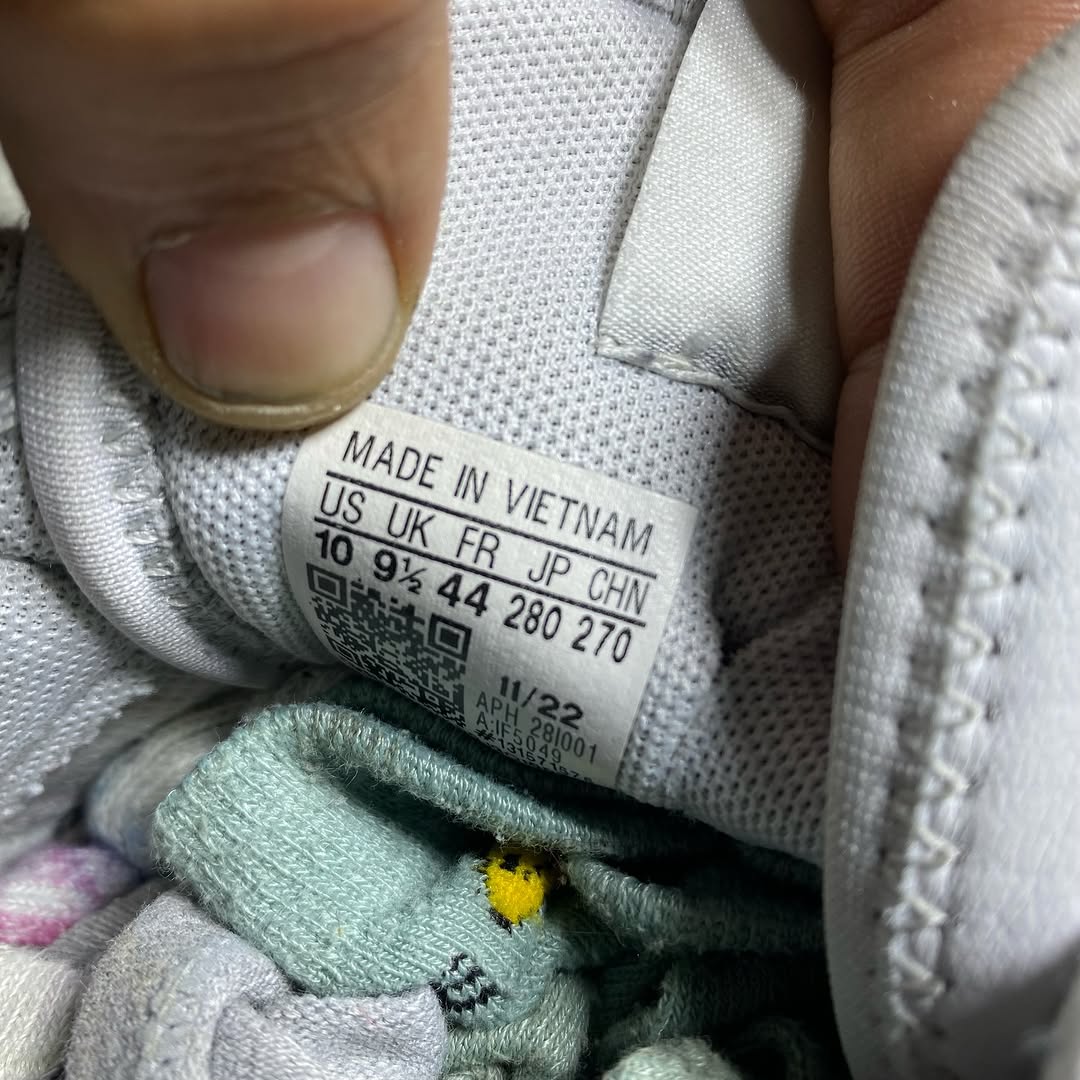 MADE IN VIETNAM
US UK FR JP CHN
10 9½ 44 280 270
11/22
APH 28I001
A:IF5049